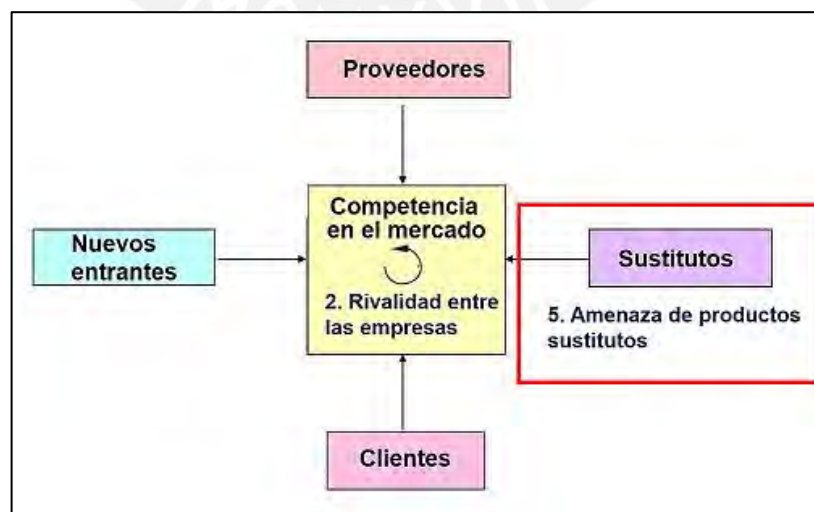 Proveedores
Competencia
en el mercado
2. Rivalidad entre
las empresas
Nuevos
entrantes
Sustitutos
5. Amenaza de productos
sustitutos
Clientes